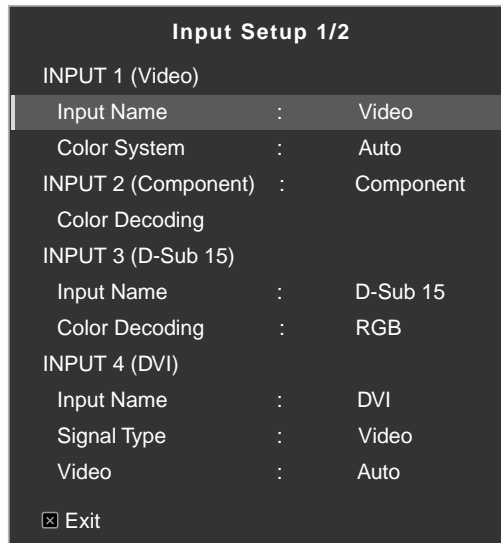 Input Setup 1/2
INPUT 1 (Video)
Input Name : Video
Color System : Auto
INPUT 2 (Component) : Component
Color Decoding
INPUT 3 (D-Sub 15)
Input Name : D-Sub 15
Color Decoding : RGB
INPUT 4 (DVI)
Input Name : DVI
Signal Type : Video
Video : Auto
Exit